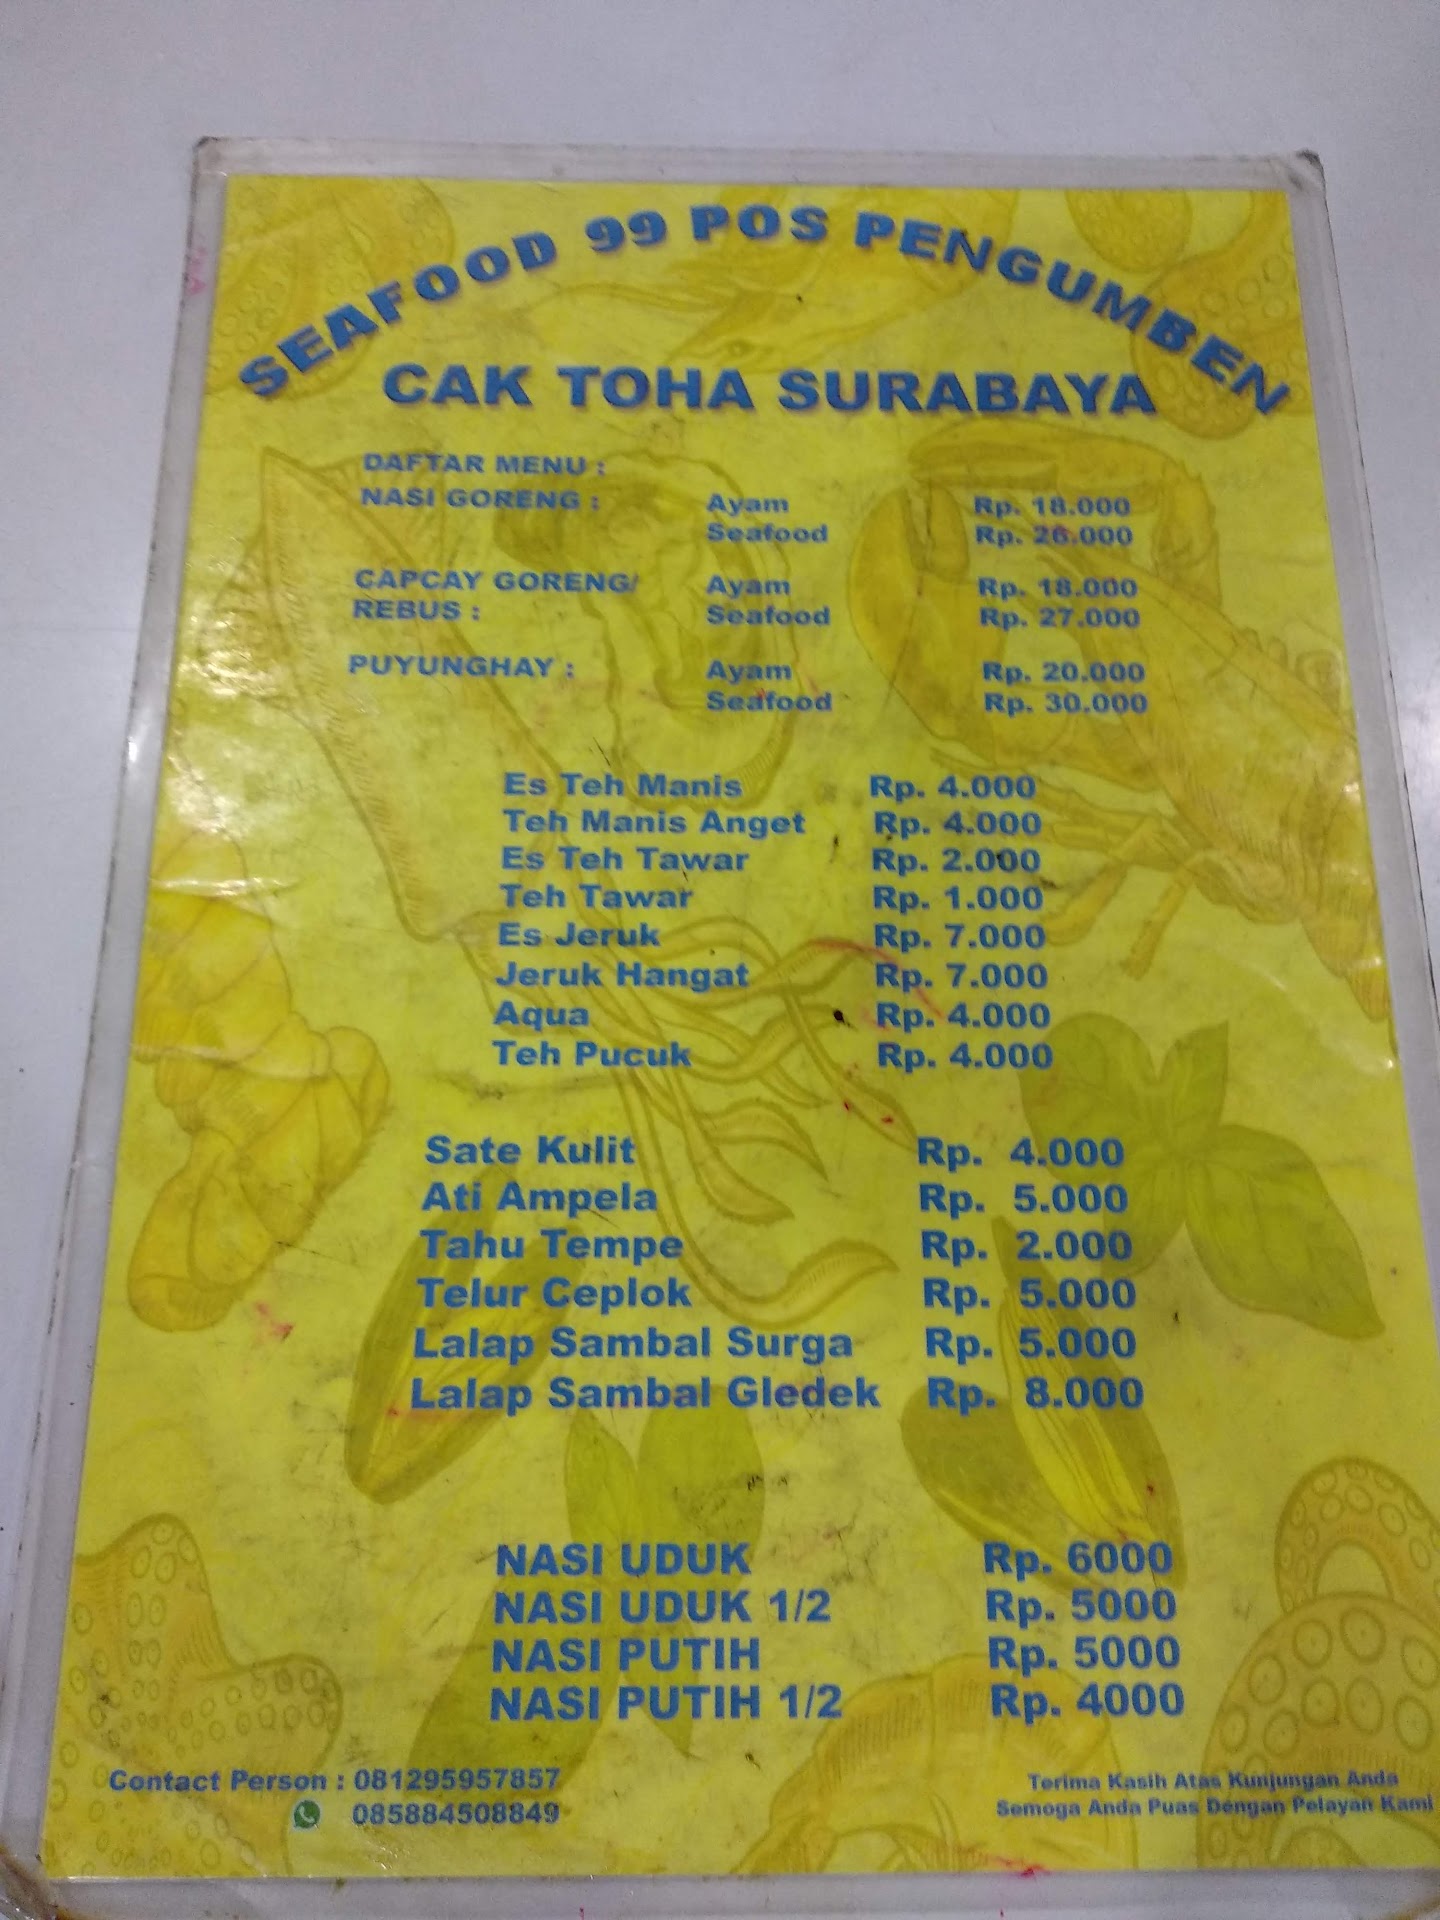 SEAFOOD 99 POS PENGUMBEN
CAK TOHA SURABAYA
DAFTAR MENU :
NASI GORENG : Ayam Rp. 18.000
Seafood Rp. 26.000
CAPCAY GORENG/ Ayam Rp. 18.000
REBUS : Seafood Rp. 27.000
PUYUNGHAY : Ayam Rp. 20.000
Seafood Rp. 30.000
Es Teh Manis Rp. 4.000
Teh Manis Anget Rp. 4.000
Es Teh Tawar Rp. 2.000
Teh Tawar Rp. 1.000
Es Jeruk Rp. 7.000
Jeruk Hangat Rp. 7.000
Aqua Rp. 4.000
Teh Pucuk Rp. 4.000
Sate Kulit Rp. 4.000
Ati Ampela Rp. 5.000
Tahu Tempe Rp. 2.000
Telur Ceplok Rp. 5.000
Lalap Sambal Surga Rp. 5.000
Lalap Sambal Gledek Rp. 8.000
NASI UDUK Rp. 6000
NASI UDUK 1/2 Rp. 5000
NASI PUTIH Rp. 5000
NASI PUTIH 1/2 Rp. 4000
Contact Person : 081295957857
085884508849
Terima Kasih Atas Kunjungan Anda
Semoga Anda Puas Dengan Pelayan Kami